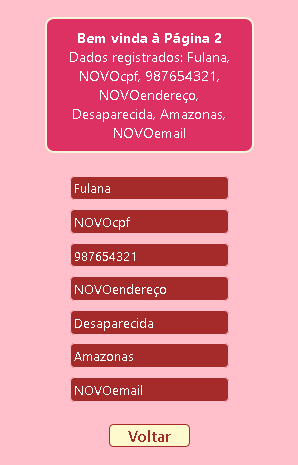 Bem vinda à Página 2
Dados registrados: Fulana,
NOVOcpf, 987654321,
NOVOendereço,
Desaparecida, Amazonas,
NOVOemail
Fulana
NOVOcpf
987654321
NOVOendereço
Desaparecida
Amazonas
NOVOemail
Voltar